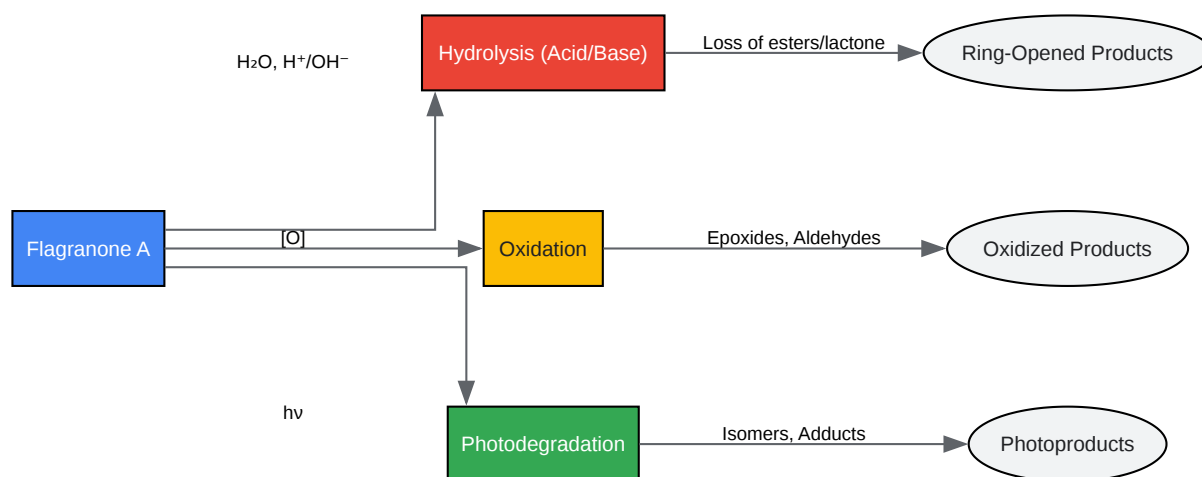 H₂O, H⁺/OH⁻
Hydrolysis (Acid/Base)
Loss of esters/lactone
Ring-Opened Products
Flagranone A
[O]
Oxidation
Epoxides, Aldehydes
Oxidized Products
hν
Photodegradation
Isomers, Adducts
Photoproducts